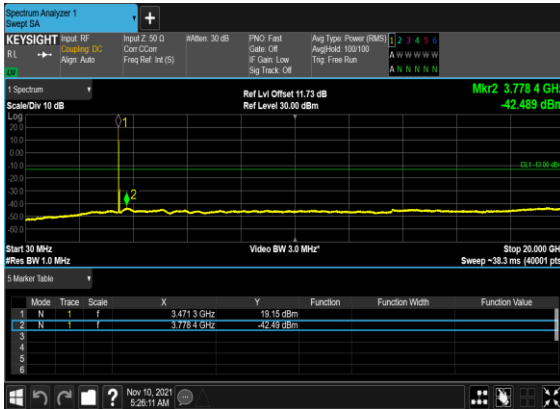 Spectrum Analyzer 1
Swept SA
+
KEYSIGHT
RL
Input: RF
Coupling: DC
Align: Auto
Input Z: 50 Ω
Corr CCorr
Freq Ref: Int (S)
#Atten: 30 dB
PNO: Fast
Gate: Off
IF Gain: Low
Sig Track: Off
Avg Type: Power (RMS)
Avg|Hold: 100/100
Trig: Free Run
1 2 3 4 5 6
A W W W W W
A N N N N N
1 Spectrum
Scale/Div 10 dB
Ref Lvl Offset 11.73 dB
Ref Level 30.00 dBm
Mkr2 3.778 4 GHz
-42.489 dBm
Log
20.0
10.0
0.00
-10.0
-20.0
-30.0
-40.0
-50.0
-60.0
1
2
DL1 -13.00 dBm
Start 30 MHz
#Res BW 1.0 MHz
Video BW 3.0 MHz*
Stop 20.000 GHz
Sweep ~38.3 ms (40001 pts)
5 Marker Table
Mode Trace Scale X Y Function Function Width Function Value
1 N 1 f 3.471 3 GHz 19.15 dBm
2 N 1 f 3.778 4 GHz -42.49 dBm
3
4
5
6
?
Nov 10, 2021
5:26:11 AM